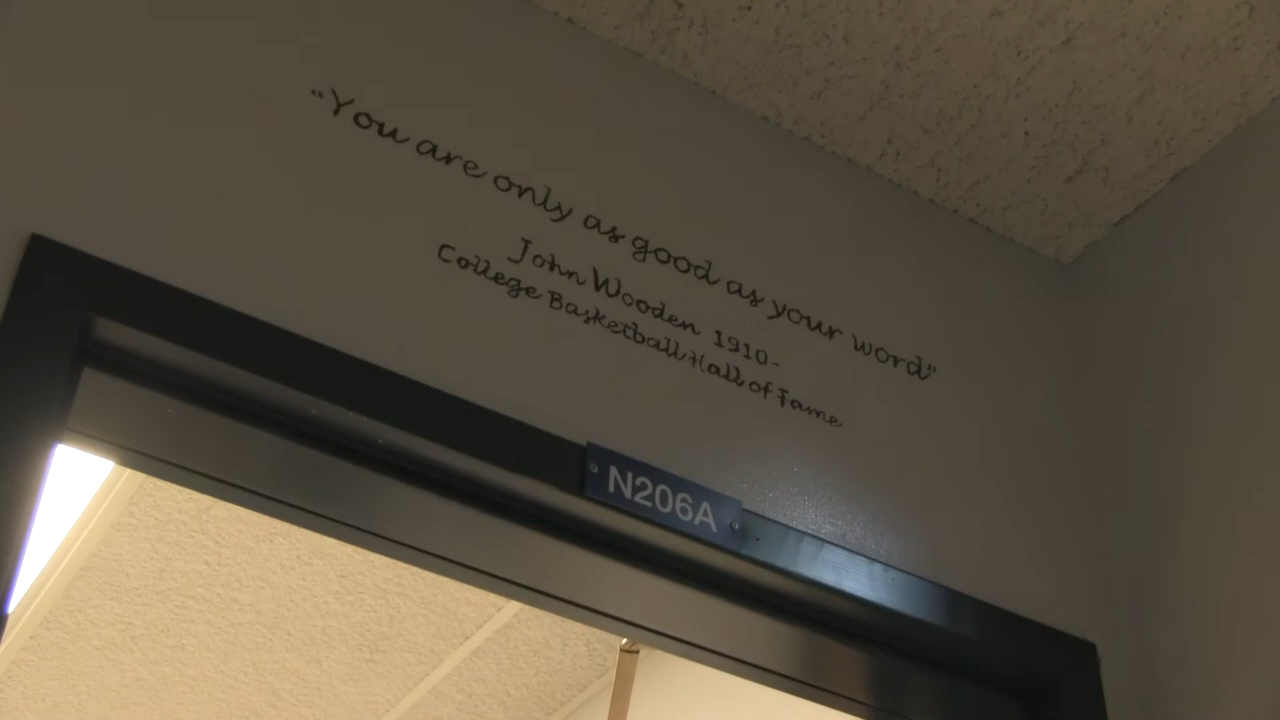 "You are only as good as your word"
John Wooden 1910-
College Basketball Hall of Fame
N206A